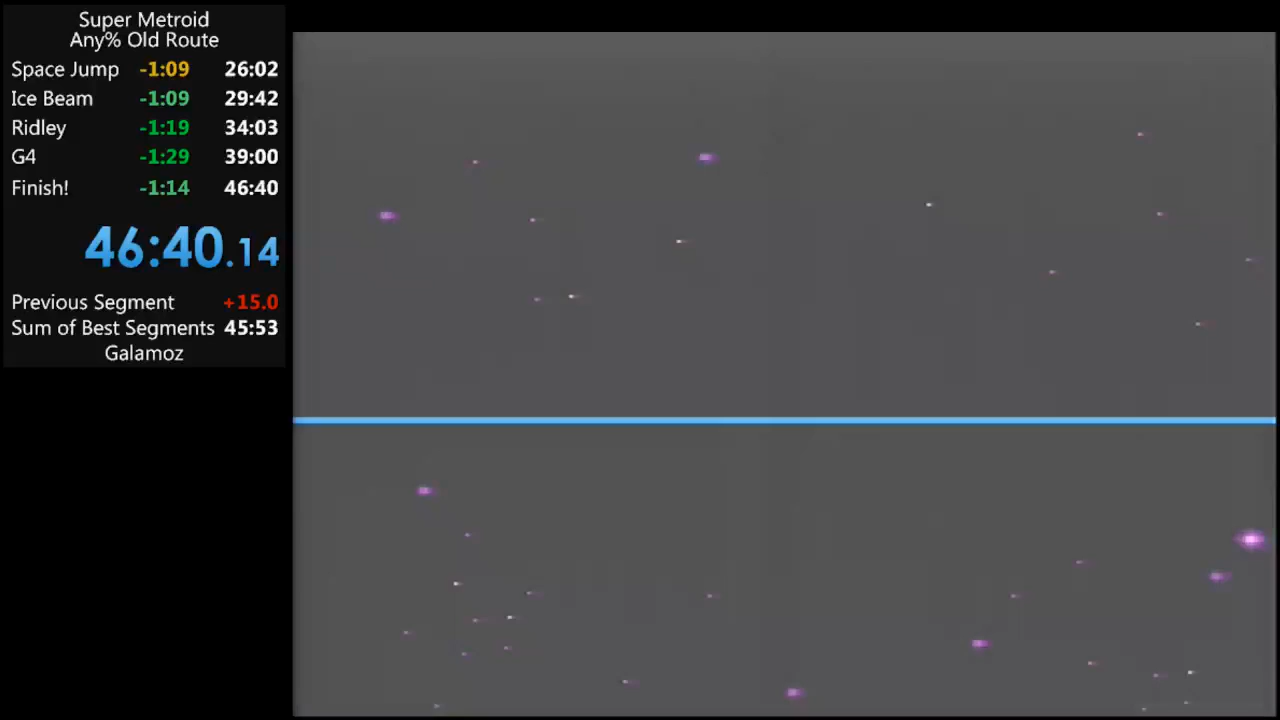 Super Metroid
Any% Old Route
Space Jump -1:09 26:02
Ice Beam -1:09 29:42
Ridley -1:19 34:03
G4 -1:29 39:00
Finish! -1:14 46:40
46:40.14
Previous Segment +15.0
Sum of Best Segments 45:53
Galamoz